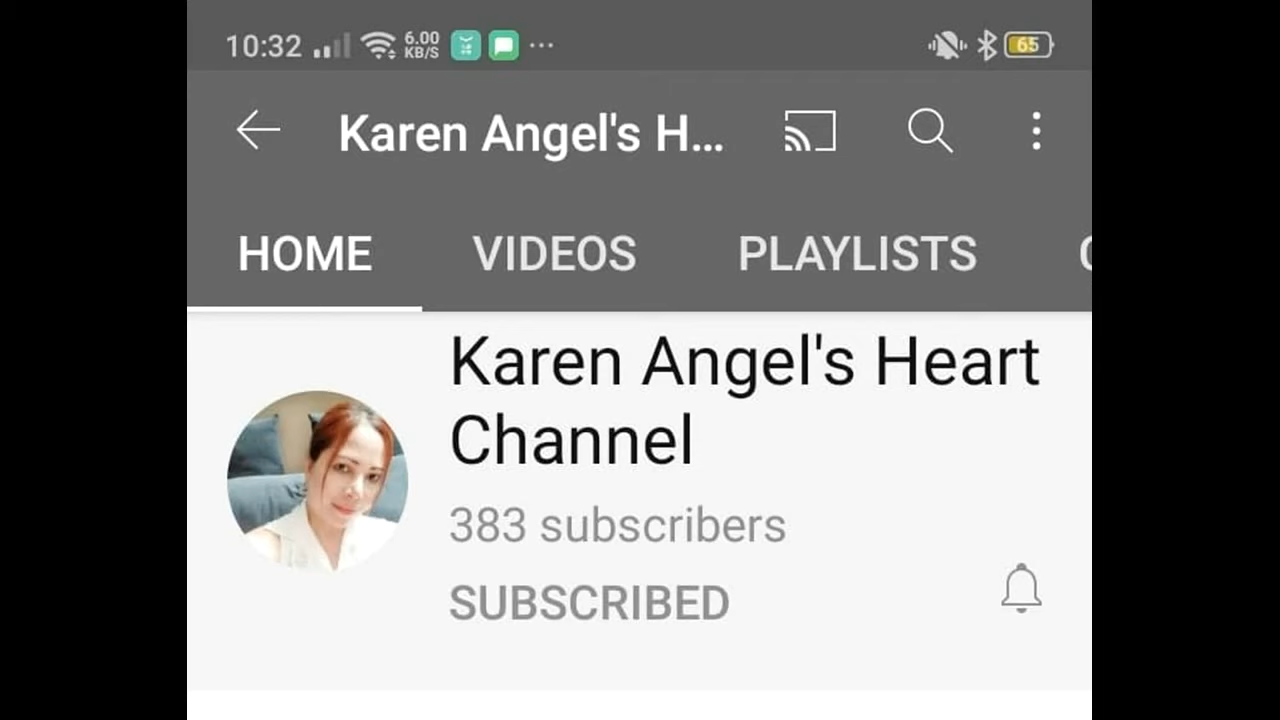 10:32 6.00 KB/S 65
Karen Angel's H...
HOME VIDEOS PLAYLISTS
Karen Angel's Heart
Channel
383 subscribers
SUBSCRIBED